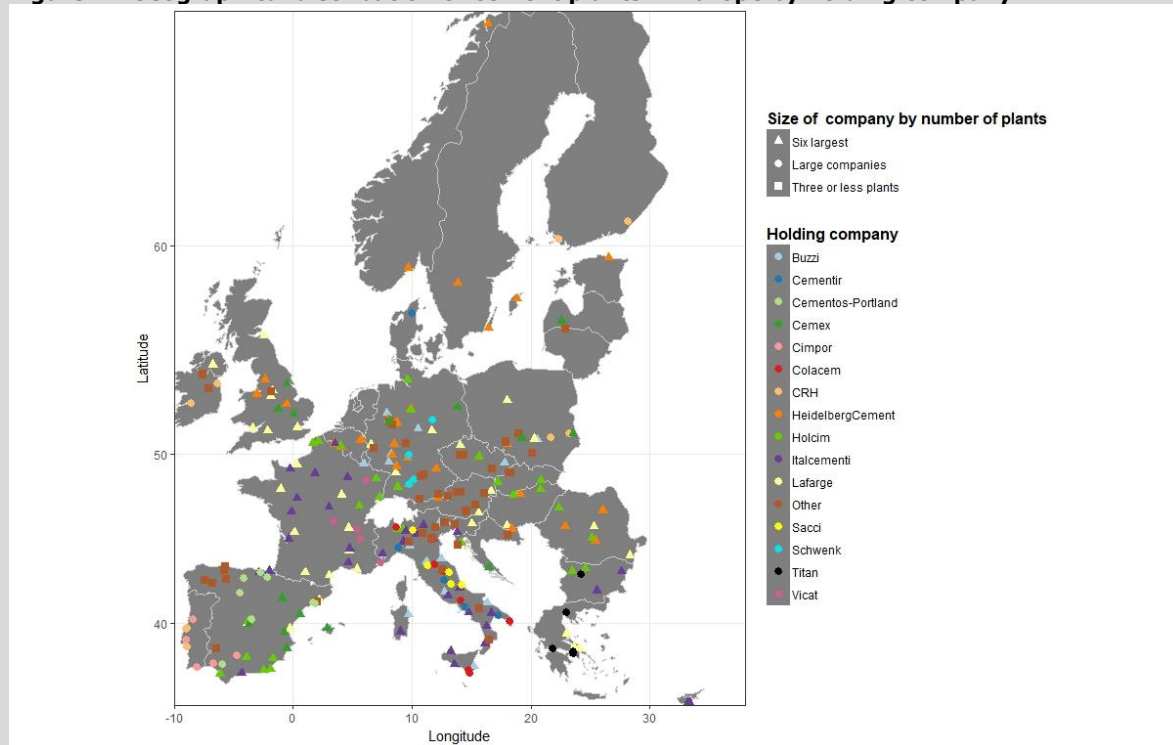 Size of company by number of plants
Six largest
Large companies
Three or less plants
Holding company
Buzzi
Cementir
Cementos-Portland
Cemex
Cimpor
Colacem
CRH
HeidelbergCement
Holcim
Italcementi
Lafarge
Other
Sacci
Schwenk
Titan
Vicat
Latitude
60
50
40
-10
0
10
20
30
Longitude